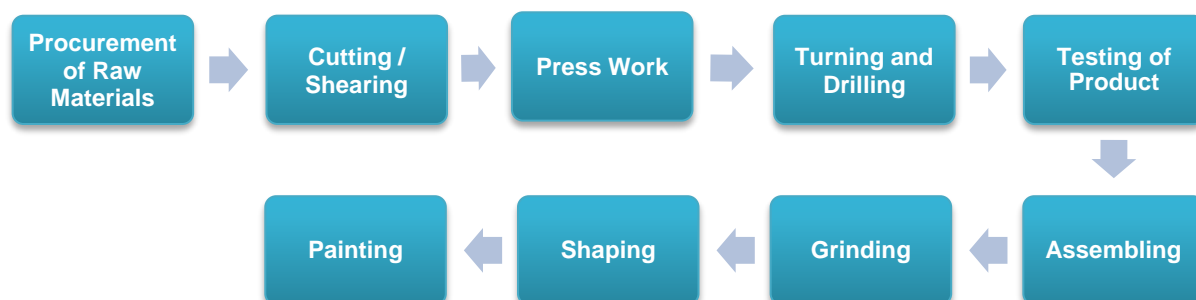 Procurement
of Raw
Materials
Cutting /
Shearing
Press Work
Turning and
Drilling
Testing of
Product
Assembling
Grinding
Shaping
Painting